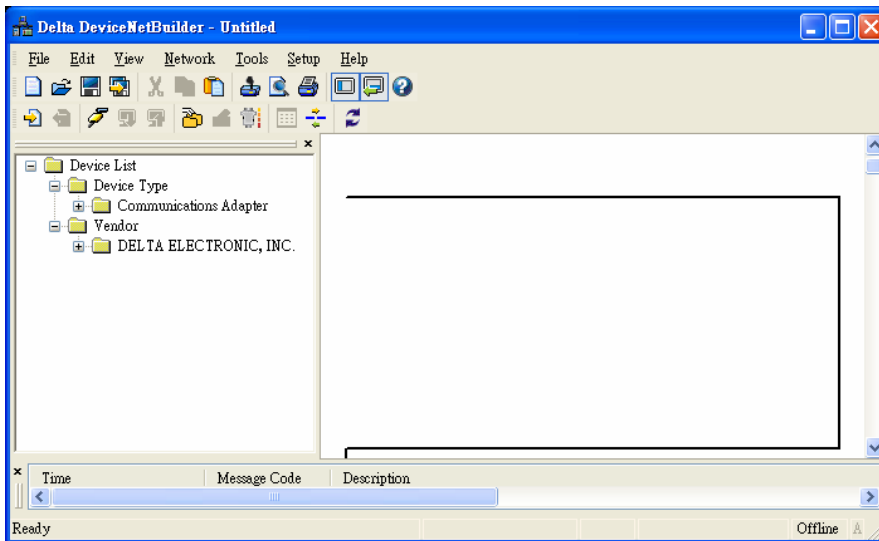 Delta DeviceNetBuilder - Untitled
File Edit View Network Tools Setup Help
Device List
Device Type
Communications Adapter
Vendor
DELTA ELECTRONIC, INC.
Time Message Code Description
Ready Offline A